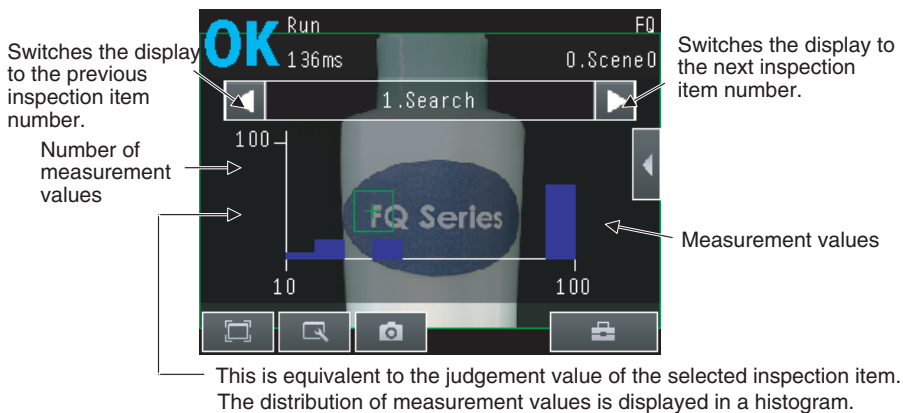 OK
Run
FQ
136ms
0.Scene0
Switches the display
to the previous
inspection item
number.
Switches the display to
the next inspection
item number.
1.Search
100
Number of
measurement
values
FQ Series
Measurement values
10
100
This is equivalent to the judgement value of the selected inspection item.
The distribution of measurement values is displayed in a histogram.